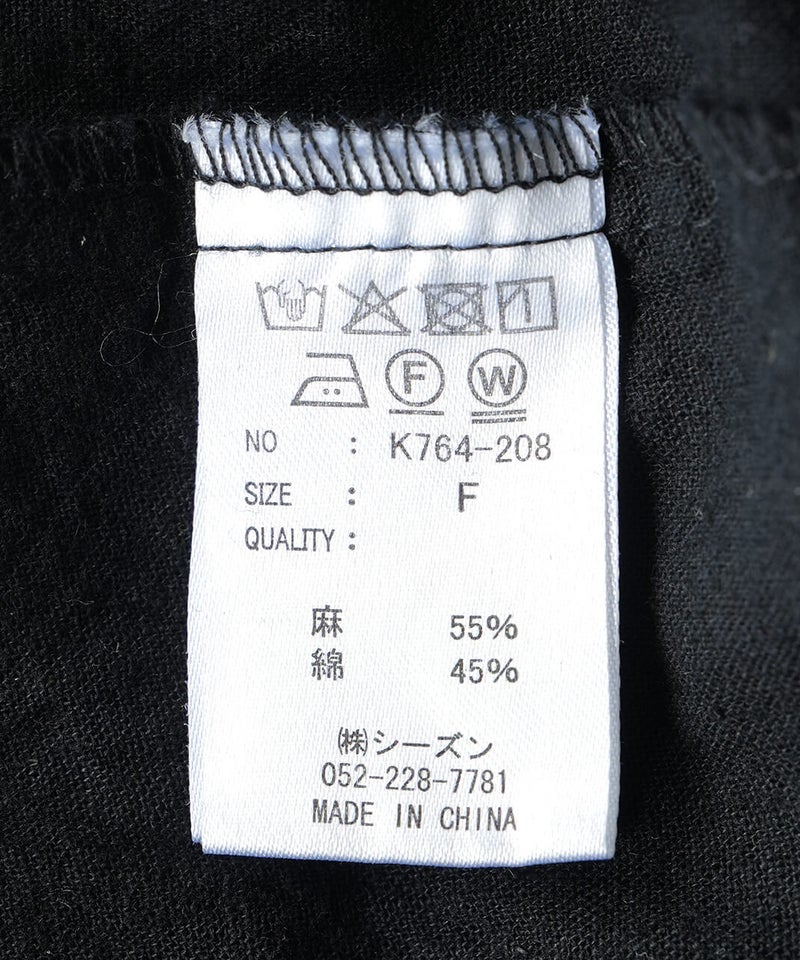 F W
NO : K764-208
SIZE : F
QUALITY :
麻 55%
綿 45%
㈱シーズン
052-228-7781
MADE IN CHINA